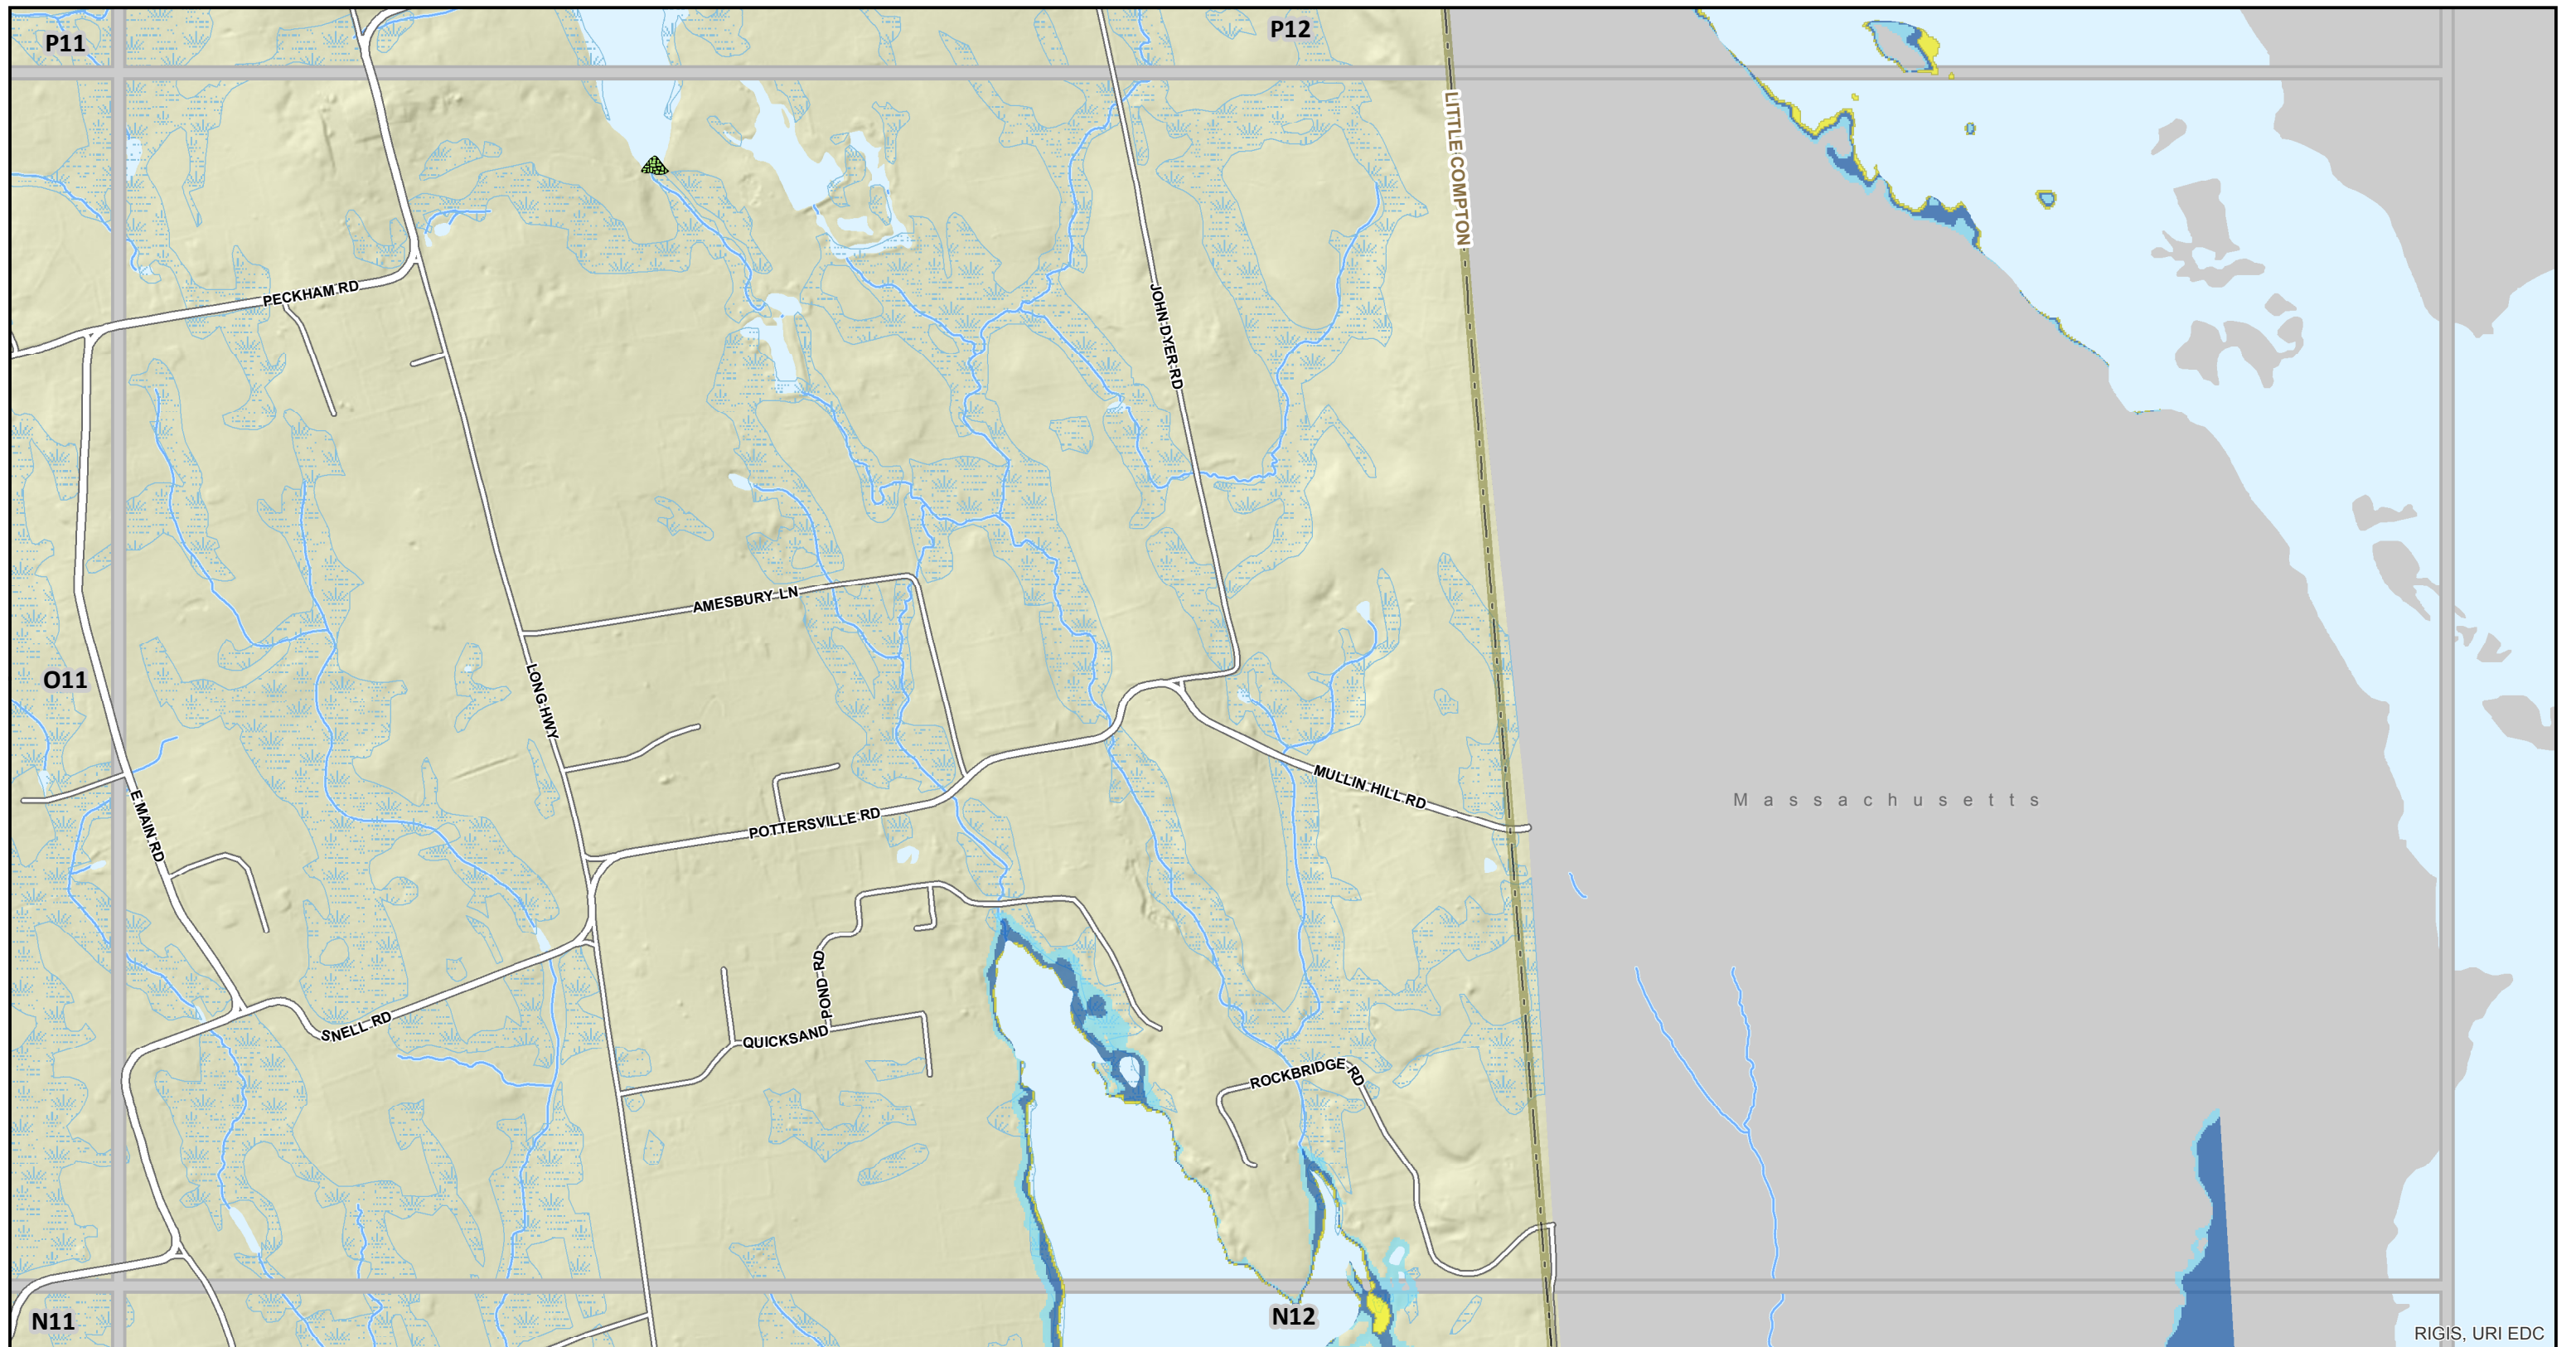 P11
P12
LITTLE COMPTON
PECKHAM RD
JOHN DYER RD
AMESBURY LN
O11
LONG HWY
MULLIN HILL RD
Massachusetts
E MAIN RD
POTTERSVILLE RD
POND RD
SNELL RD
QUICKSAND
ROCKBRIDGE RD
N11
N12
RIGIS, URI EDC